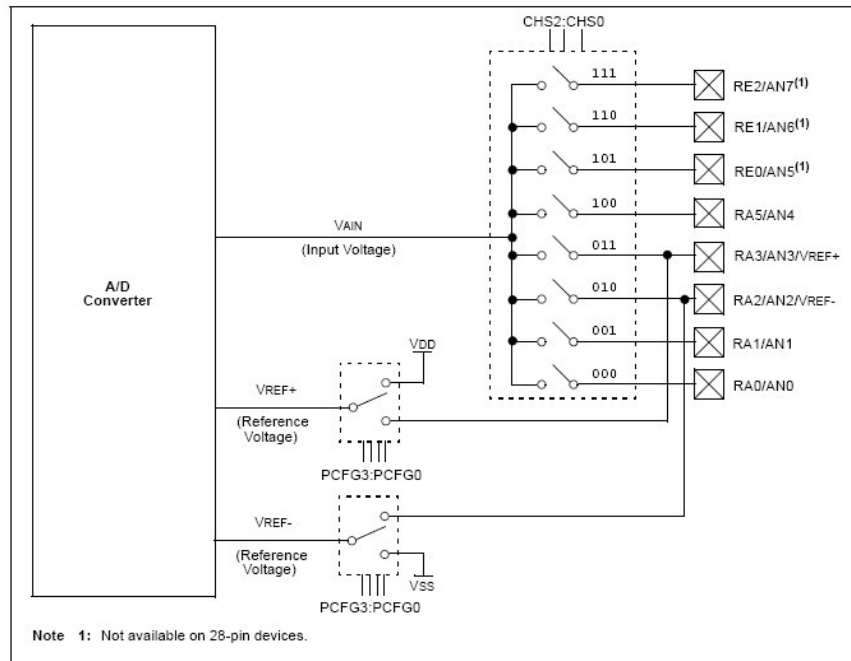 CHS2:CHS0
111
RE2/AN7(1)
110
RE1/AN6(1)
101
RE0/AN5(1)
100
RA5/AN4
VAIN
(Input Voltage)
011
RA3/AN3/VREF+
A/D
Converter
010
RA2/AN2/VREF-
001
RA1/AN1
VDD
000
RA0/AN0
VREF+
(Reference
Voltage)
PCFG3:PCFG0
VREF-
(Reference
Voltage)
VSS
PCFG3:PCFG0
Note 1: Not available on 28-pin devices.